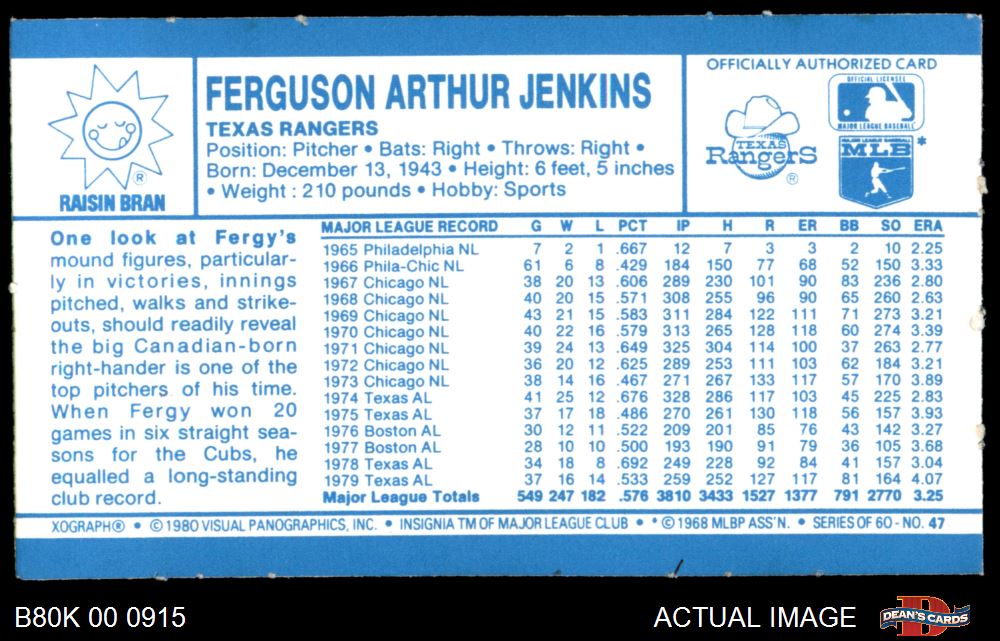 FERGUSON ARTHUR JENKINS
TEXAS RANGERS
Position: Pitcher • Bats: Right • Throws: Right •
Born: December 13, 1943 • Height: 6 feet, 5 inches
• Weight : 210 pounds • Hobby: Sports
®
RAISIN BRAN
OFFICIALLY AUTHORIZED CARD
TEXAS
RangerS
®
OFFICIAL LICENSEE
MAJOR LEAGUE BASEBALL
MAJOR LEAGUE BASEBALL
MLB *
One look at Fergy's
mound figures, particular-
ly in victories, innings
pitched, walks and strike-
outs, should readily reveal
the big Canadian-born
right-hander is one of the
top pitchers of his time.
When Fergy won 20
games in six straight sea-
sons for the Cubs, he
equalled a long-standing
club record.
MAJOR LEAGUE RECORD G W L PCT IP H R ER BB SO ERA
1965 Philadelphia NL 7 2 1 .667 12 7 3 3 2 10 2.25
1966 Phila-Chic NL 61 6 8 .429 184 150 77 68 52 150 3.33
1967 Chicago NL 38 20 13 .606 289 230 101 90 83 236 2.80
1968 Chicago NL 40 20 15 .571 308 255 96 90 65 260 2.63
1969 Chicago NL 43 21 15 .583 311 284 122 111 71 273 3.21
1970 Chicago NL 40 22 16 .579 313 265 128 118 60 274 3.39
1971 Chicago NL 39 24 13 .649 325 304 114 100 37 263 2.77
1972 Chicago NL 36 20 12 .625 289 253 111 103 62 184 3.21
1973 Chicago NL 38 14 16 .467 271 267 133 117 57 170 3.89
1974 Texas AL 41 25 12 .676 328 286 117 103 45 225 2.83
1975 Texas AL 37 17 18 .486 270 261 130 118 56 157 3.93
1976 Boston AL 30 12 11 .522 209 201 85 76 43 142 3.27
1977 Boston AL 28 10 10 .500 193 190 91 79 36 105 3.68
1978 Texas AL 34 18 8 .692 249 228 92 84 41 157 3.04
1979 Texas AL 37 16 14 .533 259 252 127 117 81 164 4.07
Major League Totals 549 247 182 .576 3810 3433 1527 1377 791 2770 3.25
XOGRAPH® • ©1980 VISUAL PANOGRAPHICS, INC. • INSIGNIA TM OF MAJOR LEAGUE CLUB • * ©1968 MLBP ASS'N. • SERIES OF 60 - NO. 47
B80K 00 0915
ACTUAL IMAGE
D
DEAN'S CARDS